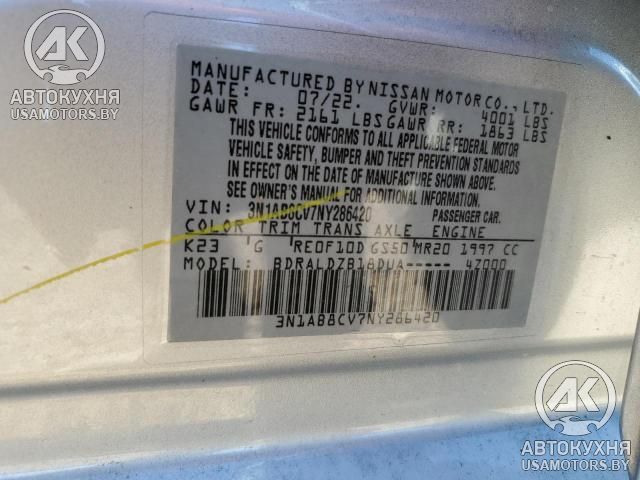 AK
АВТОКУХНЯ
USAMOTORS.BY
MANUFACTURED BY NISSAN MOTOR CO., LTD.
DATE: 07/22. GVWR: 4001 LBS
GAWR FR: 2161 LBS GAWR RR: 1863 LBS
THIS VEHICLE CONFORMS TO ALL APPLICABLE FEDERAL MOTOR
VEHICLE SAFETY, BUMPER AND THEFT PREVENTION STANDARDS
IN EFFECT ON THE DATE OF MANUFACTURE SHOWN ABOVE.
SEE OWNER'S MANUAL FOR ADDITIONAL INFORMATION.
VIN: 3N1AB8CV7NY286420 PASSENGER CAR.
COLOR TRIM TRANS AXLE ENGINE
K23 G RE0F10D GS50 MR20 1997 CC
MODEL: BDRALDZB18DUA----- 4Z000
3N1AB8CV7NY286420
AK
АВТОКУХНЯ
USAMOTORS.BY